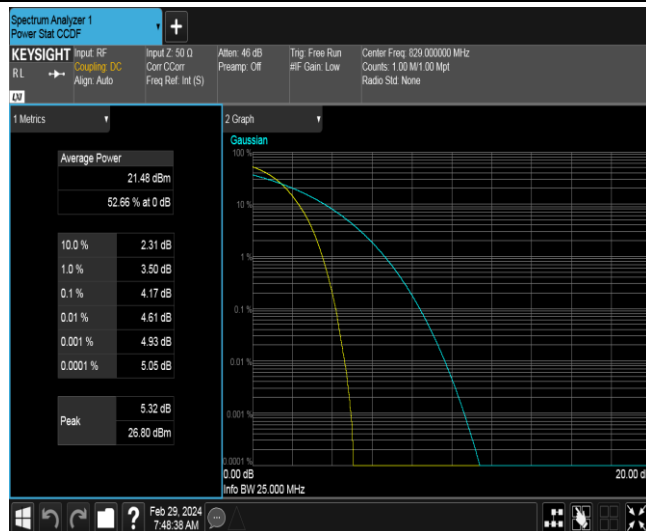 Spectrum Analyzer 1
Power Stat CCDF
KEYSIGHT
RL
Input: RF
Coupling: DC
Align: Auto
Input Z: 50 Ω
Corr CCorr
Freq Ref: Int (S)
Atten: 46 dB
Preamp: Off
Trig: Free Run
#IF Gain: Low
Center Freq: 829.000000 MHz
Counts: 1.00 M/1.00 Mpt
Radio Std: None
1 Metrics
Average Power
21.48 dBm
52.66 % at 0 dB
10.0 % 2.31 dB
1.0 % 3.50 dB
0.1 % 4.17 dB
0.01 % 4.61 dB
0.001 % 4.93 dB
0.0001 % 5.05 dB
Peak
5.32 dB
26.80 dBm
2 Graph
Gaussian
100 %
10 %
1 %
0.1 %
0.01 %
0.001 %
0.0001 %
0.00 dB
20.00 d
Info BW 25.000 MHz
?
Feb 29, 2024
7:48:38 AM